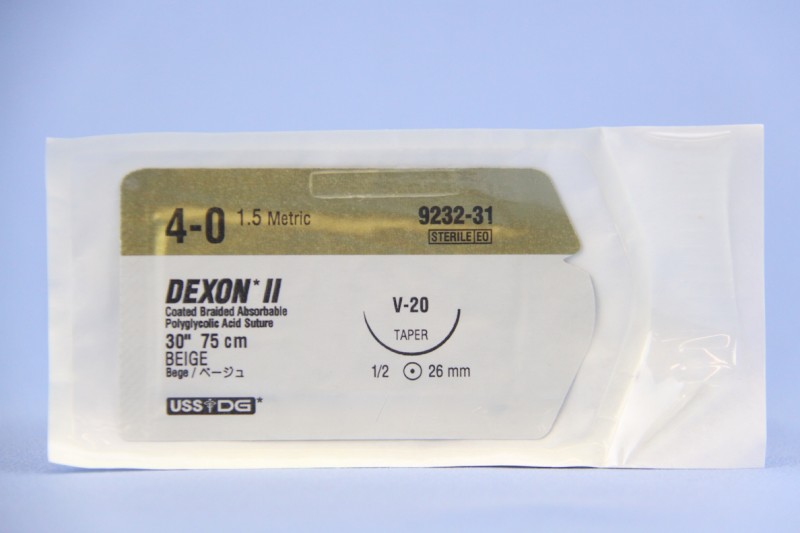 4-0 1.5 Metric
9232-31
STERILE EO
DEXON* II
Coated Braided Absorbable
Polyglycolic Acid Suture
30" 75 cm
BEIGE
Bege / ベージュ
USS DG*
V-20
TAPER
1/2 26 mm